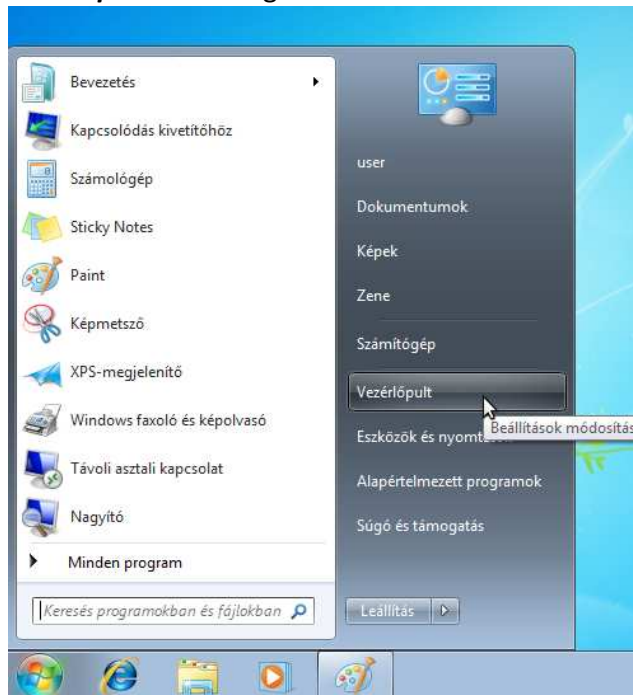 Bevezetés
Kapcsolódás kivetítőhöz
Számológép
Sticky Notes
Paint
Képmetsző
XPS-megjelenítő
Windows faxoló és képolvasó
Távoli asztali kapcsolat
Nagyító
Minden program
Keresés programokban és fájlokban
user
Dokumentumok
Képek
Zene
Számítógép
Vezérlőpult
Beállítások módosítás
Eszközök és
Alapértelmezett programok
Súgó és támogatás
Leállítás